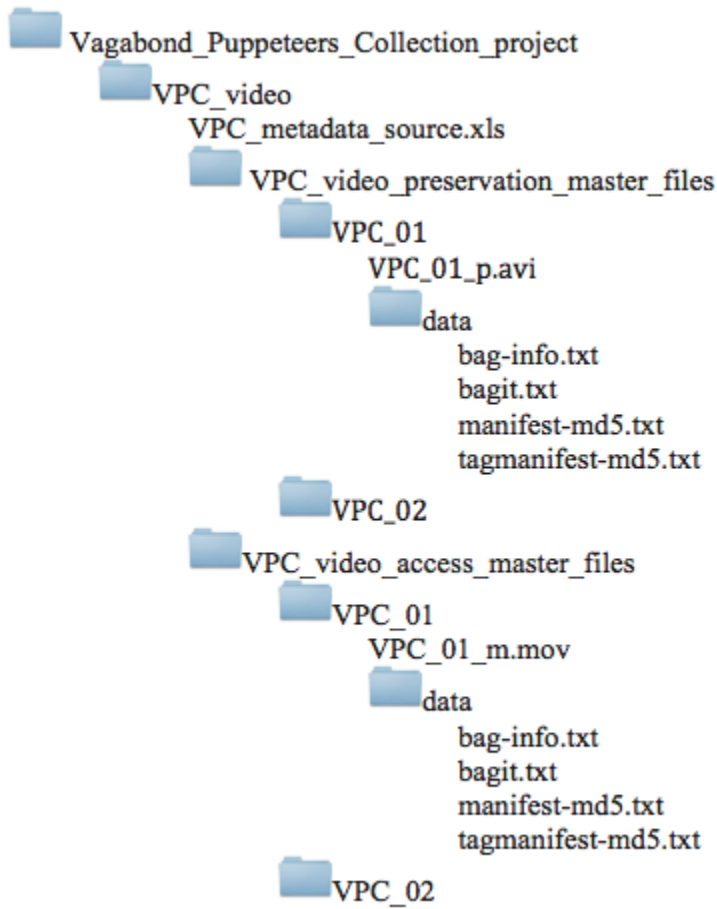 Vagabond_Puppeteers_Collection_project
VPC_video
VPC_metadata_source.xls
VPC_video_preservation_master_files
VPC_01
VPC_01_p.avi
data
bag-info.txt
bagit.txt
manifest-md5.txt
tagmanifest-md5.txt
VPC_02
VPC_video_access_master_files
VPC_01
VPC_01_m.mov
data
bag-info.txt
bagit.txt
manifest-md5.txt
tagmanifest-md5.txt
VPC_02